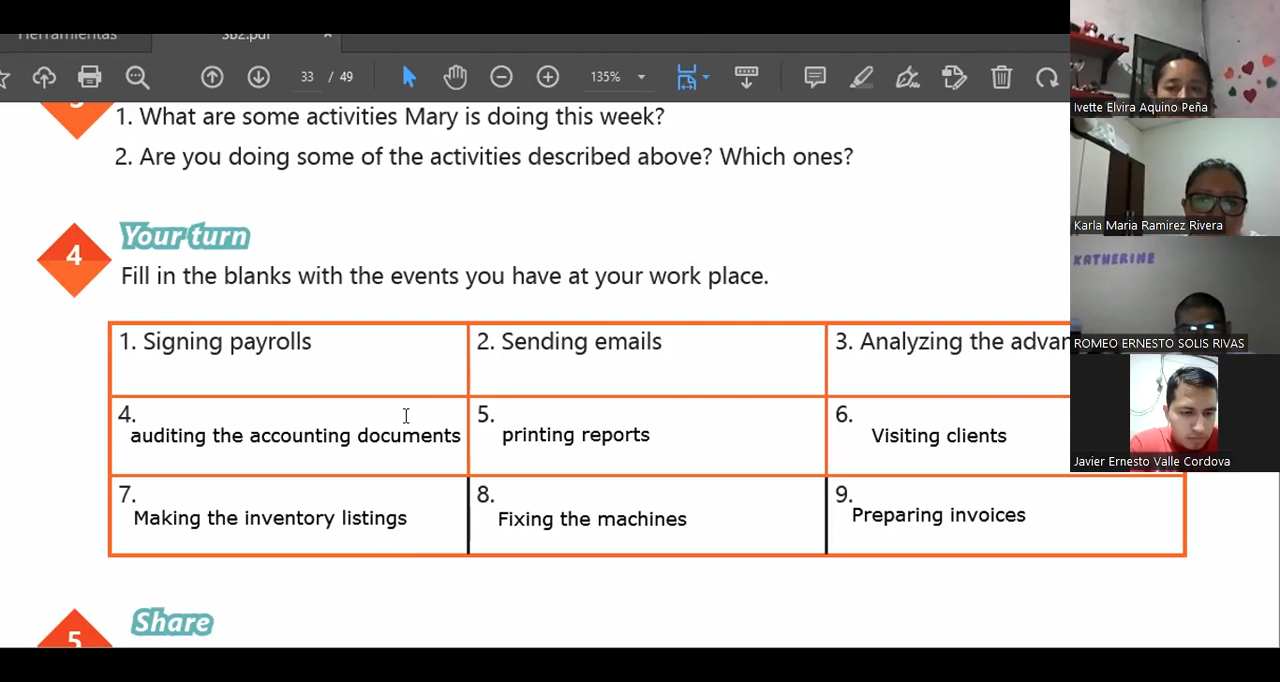 Herramientas
SB2.pdf
33 / 49
135%
1. What are some activities Mary is doing this week?
2. Are you doing some of the activities described above? Which ones?
4
Your turn
Fill in the blanks with the events you have at your work place.
1. Signing payrolls
2. Sending emails
3. Analyzing the advan
4.
auditing the accounting documents
5.
printing reports
6.
Visiting clients
7.
Making the inventory listings
8.
Fixing the machines
9.
Preparing invoices
5
Share
Ivette Elvira Aquino Peña
Karla Maria Ramirez Rivera
KATHERINE
ROMEO ERNESTO SOLIS RIVAS
Javier Ernesto Valle Cordova